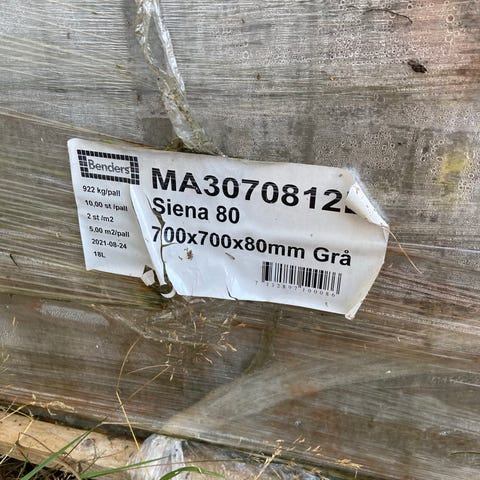 Benders
922 kg/pall
10,00 st /pall
2 st /m2
5,00 m2/pall
2021-08-24
18L
Siena 80
700x700x80mm Grå